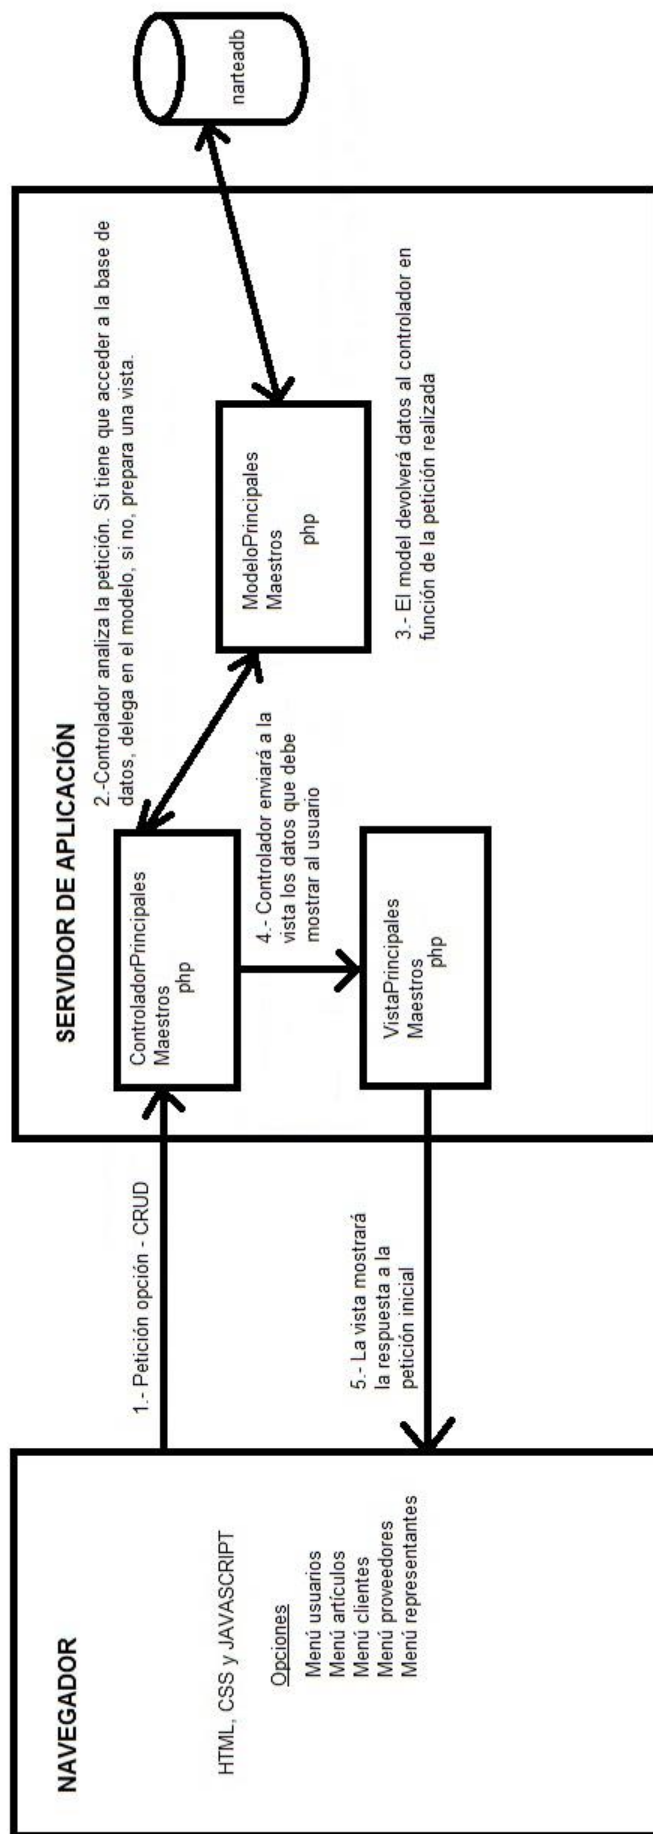 NAVEGADOR
HTML, CSS y JAVASCRIPT
Opciones
Menú usuarios
Menú artículos
Menú clientes
Menú proveedores
Menú representantes
1.- Petición opción - CRUD
5.- La vista mostrará
la respuesta a la
petición inicial
SERVIDOR DE APLICACIÓN
2.-Controlador analiza la petición. Si tiene que acceder a la base de
datos, delega en el modelo, si no, prepara una vista.
ControladorPrincipales
Maestros
php
4.- Controlador enviará a la
vista los datos que debe
mostrar al usuario
VistaPrincipales
Maestros
php
ModeloPrincipales
Maestros
php
3.- El model devolverá datos al controlador en
función de la petición realizada
narteadb